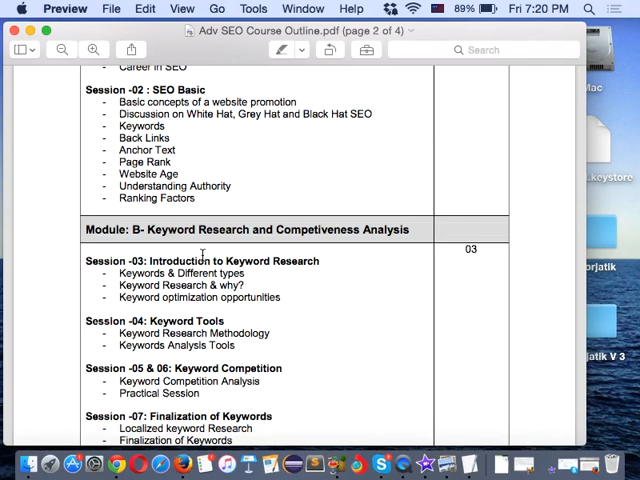 Preview File Edit View Go Tools Window Help 89% Fri 7:20 PM
Adv SEO Course Outline.pdf (page 2 of 4)
Search
- Career in SEO
Session -02 : SEO Basic
- Basic concepts of a website promotion
- Discussion on White Hat, Grey Hat and Black Hat SEO
- Keywords
- Back Links
- Anchor Text
- Page Rank
- Website Age
- Understanding Authority
- Ranking Factors
Module: B- Keyword Research and Competiveness Analysis
03
Session -03: Introduction to Keyword Research
- Keywords & Different types
- Keyword Research & why?
- Keyword optimization opportunities
Session -04: Keyword Tools
- Keyword Research Methodology
- Keywords Analysis Tools
Session -05 & 06: Keyword Competition
- Keyword Competition Analysis
- Practical Session
Session -07: Finalization of Keywords
- Localized keyword Research
- Finalization of Keywords
Mac
.keystore
orjatik
orjatik V 3